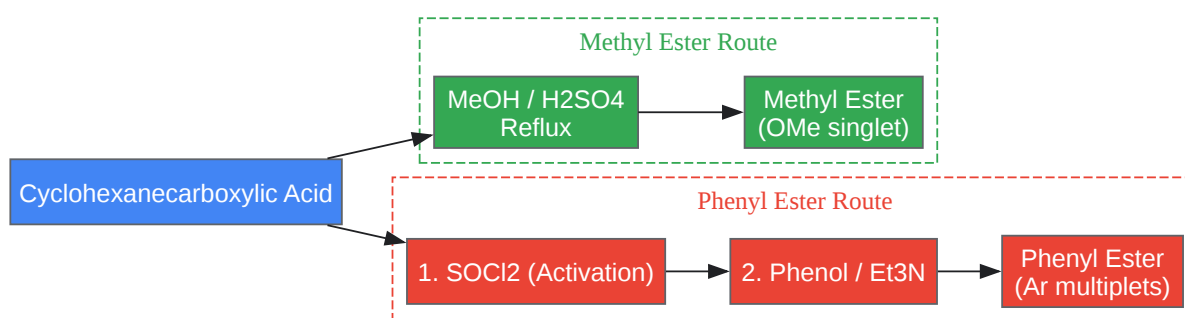 Methyl Ester Route
MeOH / H2SO4
Reflux
Methyl Ester
(OMe singlet)
Cyclohexanecarboxylic Acid
Phenyl Ester Route
1. SOCl2 (Activation)
2. Phenol / Et3N
Phenyl Ester
(Ar multiplets)